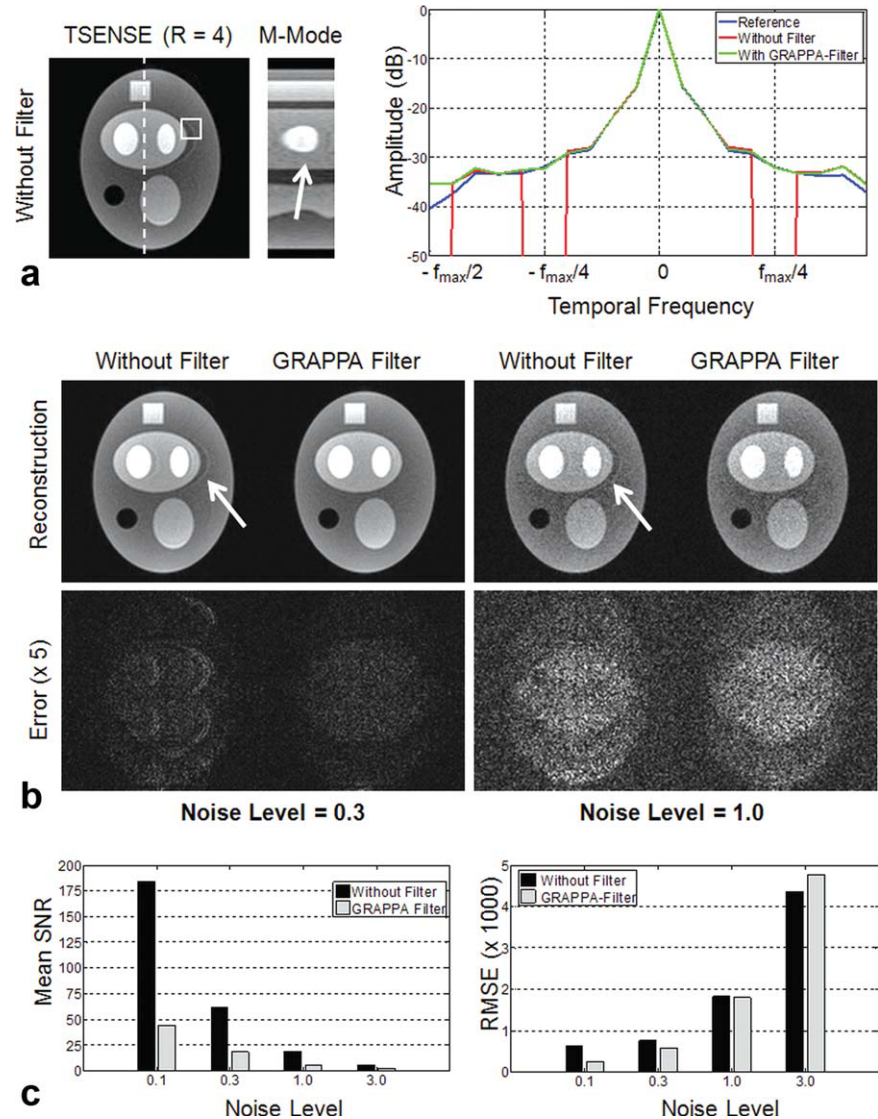 TSENSE (R = 4) M-Mode
Without Filter
a
0
-10
-20
-30
-40
-50
Amplitude (dB)
Reference
Without Filter
With GRAPPA-Filter
- fmax/2 - fmax/4 0 fmax/4
Temporal Frequency
Without Filter GRAPPA Filter Without Filter GRAPPA Filter
Reconstruction
Error (x 5)
b
Noise Level = 0.3 Noise Level = 1.0
200
175
150
125
100
75
50
25
0
Mean SNR
Without Filter
GRAPPA Filter
0.1 0.3 1.0 3.0
Noise Level
5
4
3
2
1
0
RMSE (x 1000)
Without Filter
GRAPPA-Filter
0.1 0.3 1.0 3.0
Noise Level
c